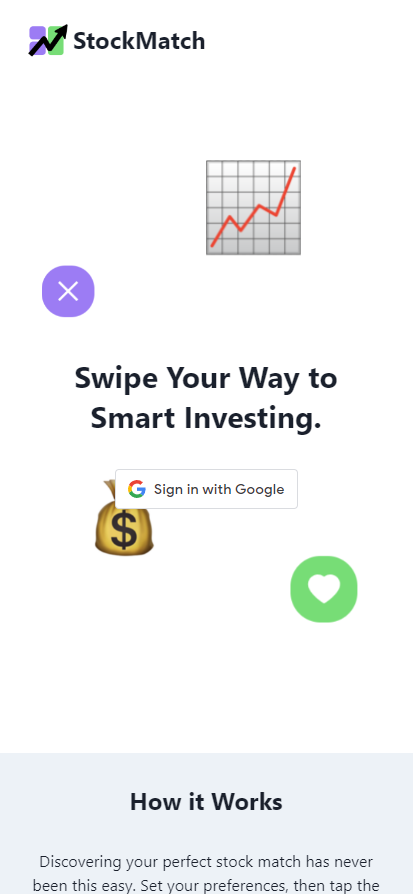 StockMatch
Swipe Your Way to
Smart Investing.
Sign in with Google
$
How it Works
Discovering your perfect stock match has never
been this easy. Set your preferences, then tap the